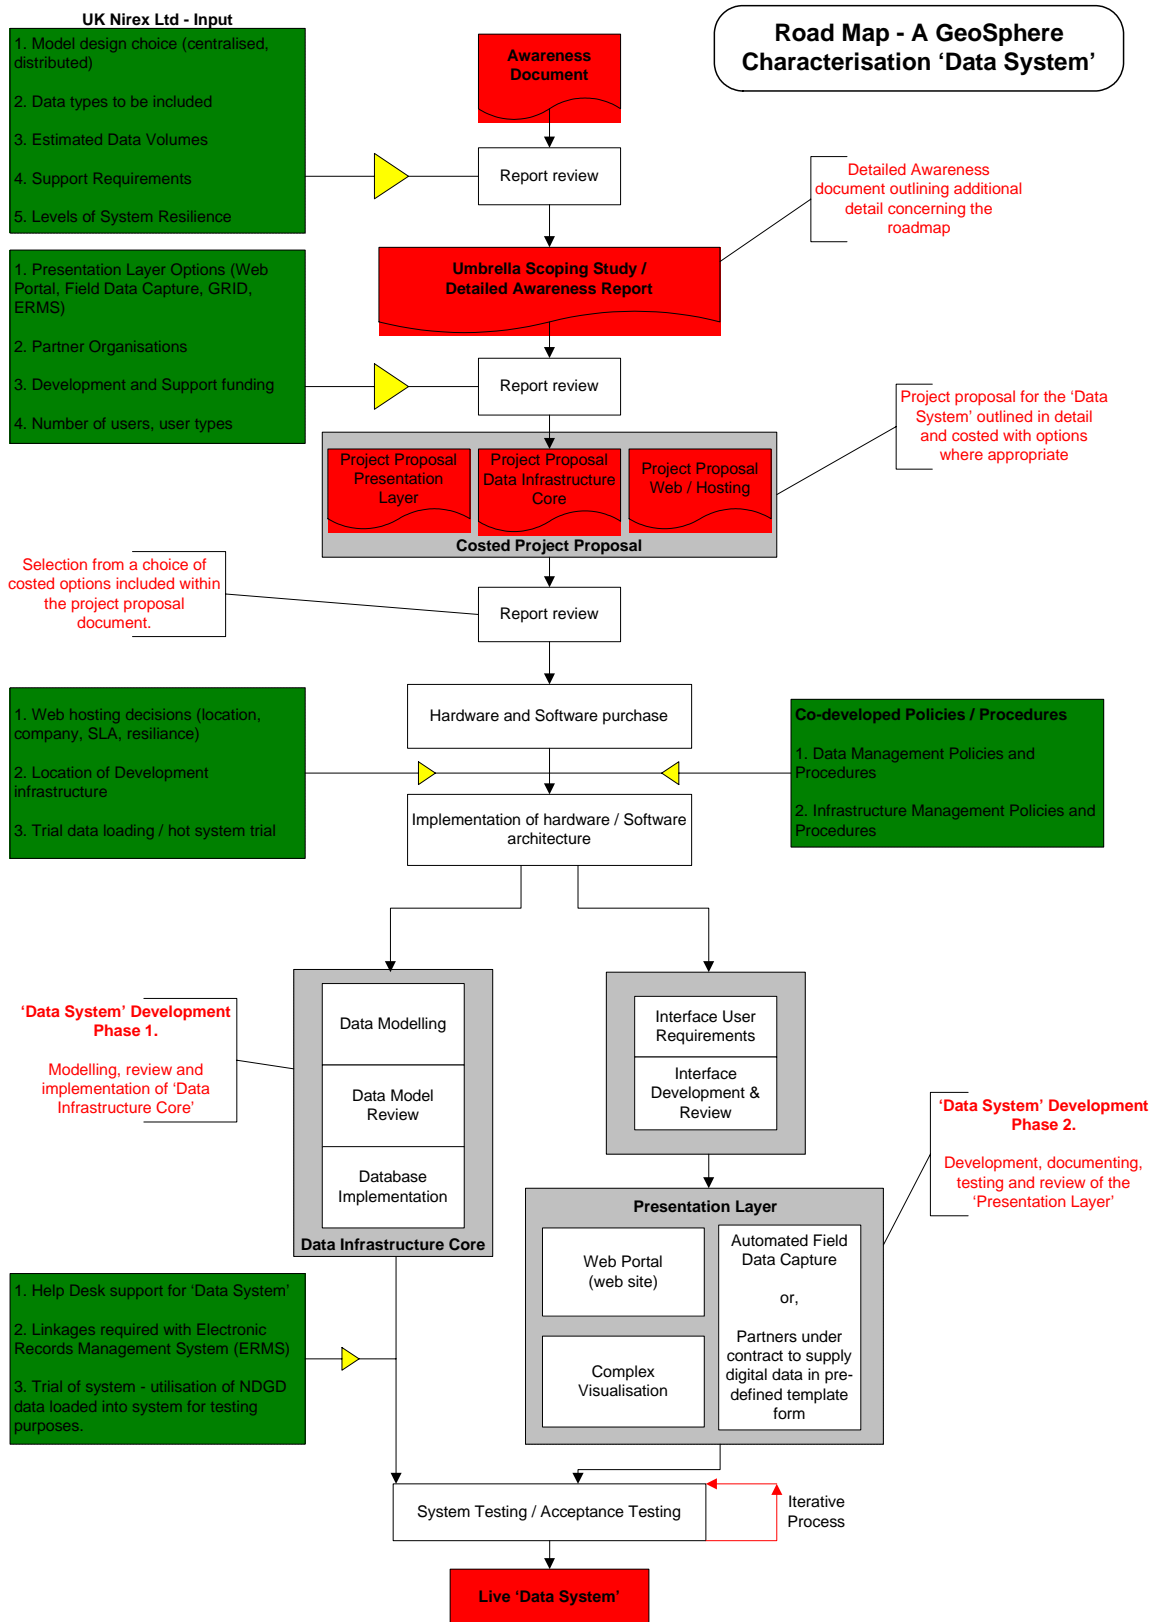 UK Nirex Ltd - Input
Road Map - A GeoSphere
Characterisation ‘Data System’
1. Model design choice (centralised,
distributed)
2. Data types to be included
3. Estimated Data Volumes
4. Support Requirements
5. Levels of System Resilience
Awareness
Document
Report review
Detailed Awareness
document outlining additional
detail concerning the
roadmap
1. Presentation Layer Options (Web
Portal, Field Data Capture, GRID,
ERMS)
2. Partner Organisations
3. Development and Support funding
4. Number of users, user types
Umbrella Scoping Study /
Detailed Awareness Report
Report review
Project proposal for the ‘Data
System’ outlined in detail
and costed with options
where appropriate
Project Proposal
Presentation
Layer
Project Proposal
Data Infrastructure
Core
Project Proposal
Web / Hosting
Costed Project Proposal
Selection from a choice of
costed options included within
the project proposal
document.
Report review
Hardware and Software purchase
1. Web hosting decisions (location,
company, SLA, resiliance)
2. Location of Development
infrastructure
3. Trial data loading / hot system trial
Co-developed Policies / Procedures
1. Data Management Policies and
Procedures
2. Infrastructure Management Policies and
Procedures
Implementation of hardware / Software
architecture
‘Data System’ Development
Phase 1.
Modelling, review and
implementation of ‘Data
Infrastructure Core’
Data Modelling
Data Model
Review
Database
Implementation
Data Infrastructure Core
Interface User
Requirements
Interface
Development &
Review
‘Data System’ Development
Phase 2.
Development, documenting,
testing and review of the
‘Presentation Layer’
Presentation Layer
Web Portal
(web site)
Complex
Visualisation
Automated Field
Data Capture
or,
Partners under
contract to supply
digital data in pre-
defined template
form
1. Help Desk support for ‘Data System’
2. Linkages required with Electronic
Records Management System (ERMS)
3. Trial of system - utilisation of NDGD
data loaded into system for testing
purposes.
System Testing / Acceptance Testing
Iterative
Process
Live ‘Data System’